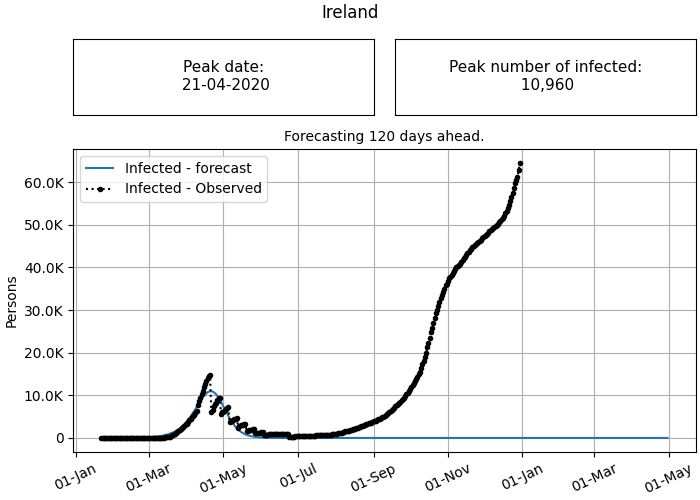 Ireland
Peak date:
21-04-2020
Peak number of infected:
10,960
Forecasting 120 days ahead.
Infected - forecast
Infected - Observed
Persons
60.0K
50.0K
40.0K
30.0K
20.0K
10.0K
0
01-Jan
01-Mar
01-May
01-Jul
01-Sep
01-Nov
01-Jan
01-Mar
01-May